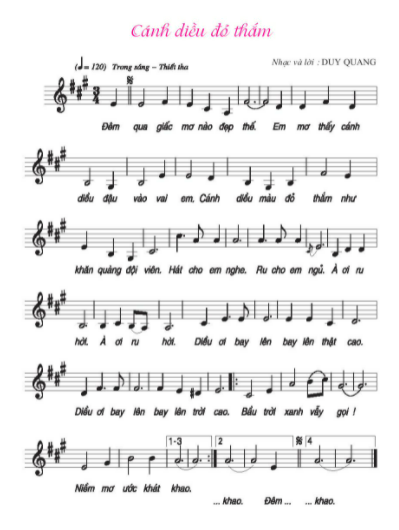 Cánh diều đỏ thắm
Nhạc và lời : DUY QUANG
(♩= 120) Trong sáng – Thiết tha
3
4
Đêm qua giấc mơ nào đẹp thế. Em mơ thấy cánh
diều đậu vào vai em. Cánh diều màu đỏ thắm như
khăn quàng đội viên. Hát cho em nghe. Ru cho em ngủ. À ơi ru
hời. À ơi ru hời. Diều ơi bay lên bay lên thật cao.
Diều ơi bay lên bay lên trời cao. Bầu trời xanh vẫy gọi !
1-3 2 4
Niềm mơ ước khát khao.
... khao. Đêm ... ... khao.